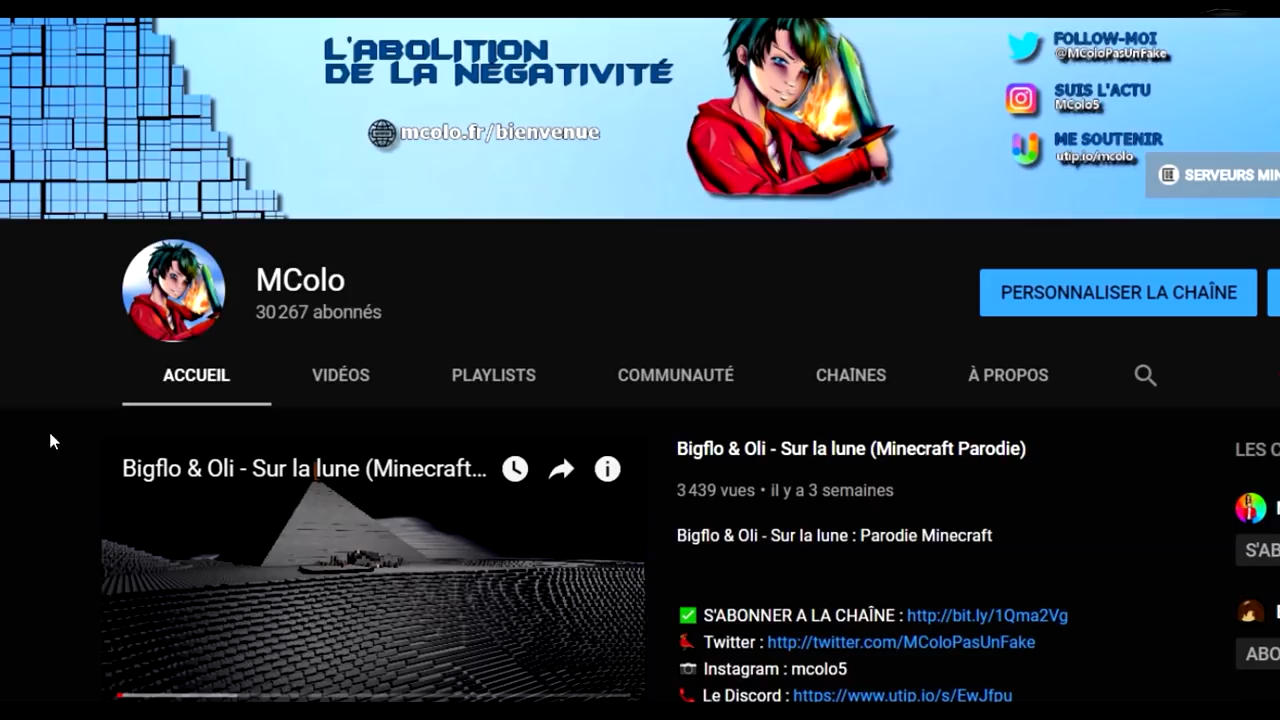 L'ABOLITION
DE LA NÉGATIVITÉ
mcolo.fr/bienvenue
FOLLOW-MOI
@MColoPasUnFake
SUIS L'ACTU
MColo5
ME SOUTENIR
utip.io/mcolo
SERVEURS MIN
MColo
30 267 abonnés
PERSONNALISER LA CHAÎNE
ACCUEIL
VIDÉOS
PLAYLISTS
COMMUNAUTÉ
CHAÎNES
À PROPOS
Bigflo & Oli - Sur la lune (Minecraft...
Bigflo & Oli - Sur la lune (Minecraft Parodie)
3 439 vues • il y a 3 semaines
Bigflo & Oli - Sur la lune : Parodie Minecraft
S'ABONNER A LA CHAÎNE : http://bit.ly/1Qma2Vg
Twitter : http://twitter.com/MColoPasUnFake
Instagram : mcolo5
Le Discord : https://www.utip.io/s/EwJfpu
LES C
S'AB
ABO